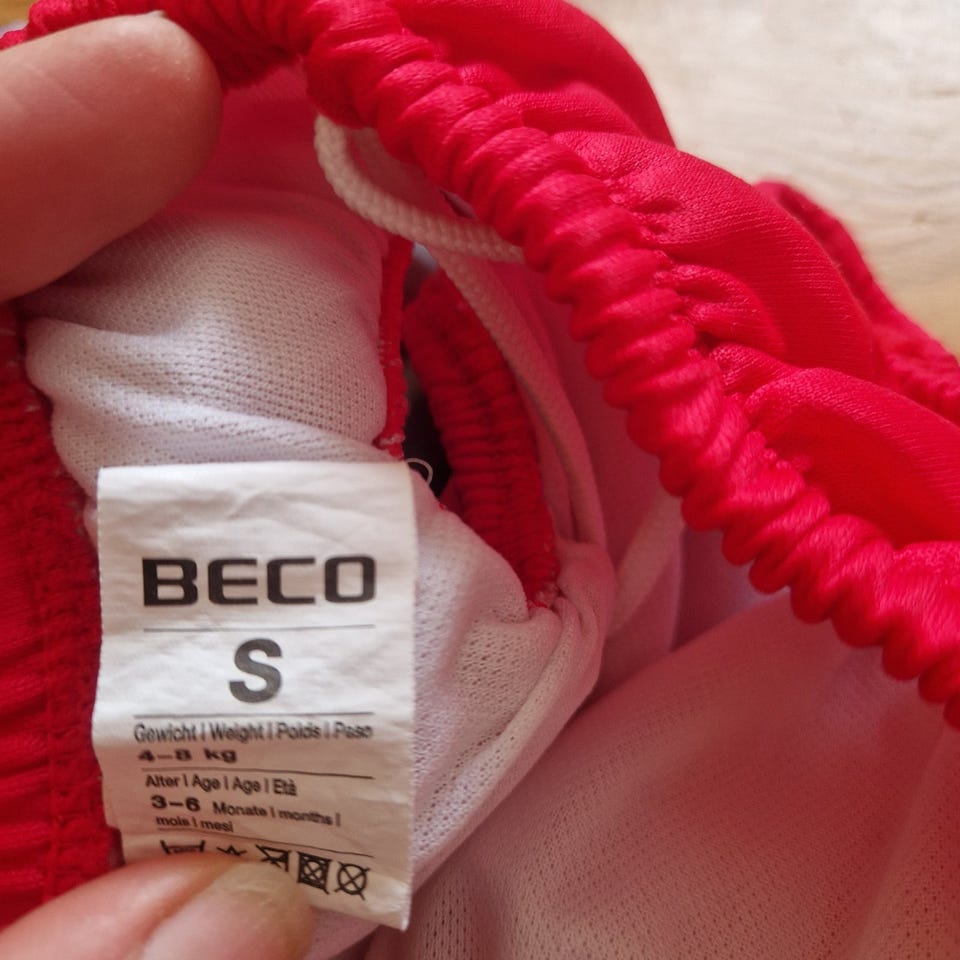 BECO
S
Gewicht | Weight | Poids | Peso
4–8 kg
Alter | Age | Age | Età
3–6 Monate | months |
mois | mesi